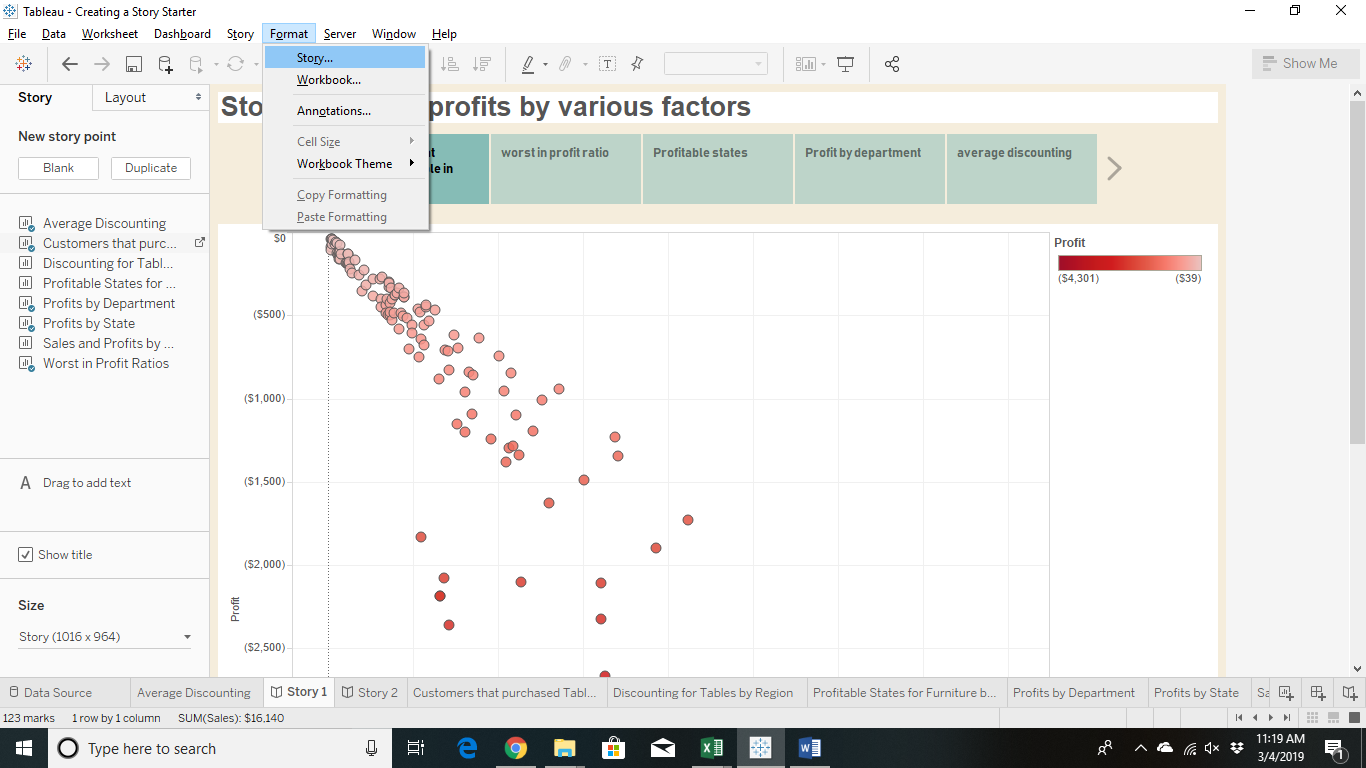 Tableau - Creating a Story Starter
File Data Worksheet Dashboard Story Format Server Window Help
Story...
Workbook...
Annotations...
Cell Size
Workbook Theme
Copy Formatting
Paste Formatting
Show Me
Story
Layout
New story point
Blank
Duplicate
Average Discounting
Customers that purc...
Discounting for Tabl...
Profitable States for ...
Profits by Department
Profits by State
Sales and Profits by ...
Worst in Profit Ratios
A Drag to add text
Show title
Size
Story (1016 x 964)
Sto
profits by various factors
le in
worst in profit ratio
Profitable states
Profit by department
average discounting
$0
($500)
($1,000)
($1,500)
($2,000)
($2,500)
Profit
Profit
($4,301) ($39)
Data Source
Average Discounting
Story 1
Story 2
Customers that purchased Tabl...
Discounting for Tables by Region
Profitable States for Furniture b...
Profits by Department
Profits by State
Sa
123 marks 1 row by 1 column SUM(Sales): $16,140
Type here to search
11:19 AM
3/4/2019
1